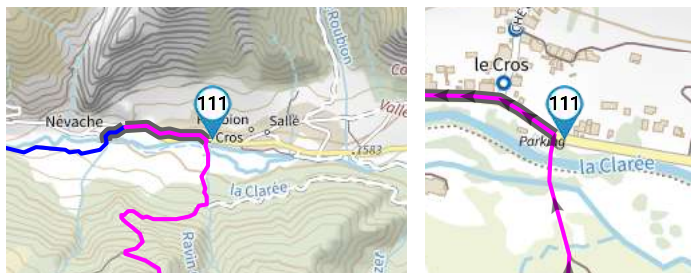 111
Roubion
Névache
Sallé
Cros
1583
la Clarée
Ravin
111
le Cros
Parking
la Clarée